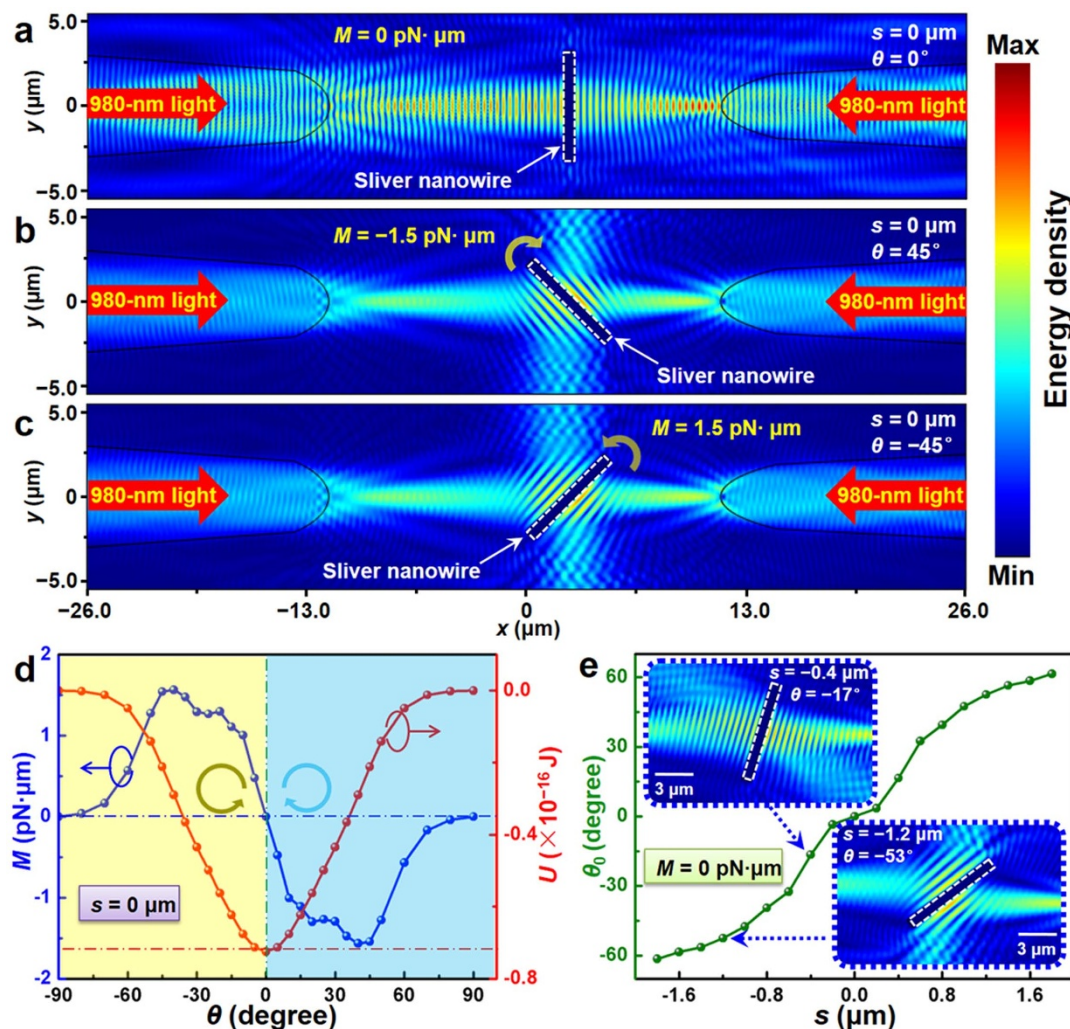 a
5.0
0
−5.0
y (µm)
M = 0 pN· µm
s = 0 µm
θ = 0°
980-nm light
980-nm light
Sliver nanowire
Max
Energy density
Min
b
5.0
0
−5.0
y (µm)
M = −1.5 pN· µm
s = 0 µm
θ = 45°
980-nm light
980-nm light
Sliver nanowire
c
5.0
0
−5.0
y (µm)
M = 1.5 pN· µm
s = 0 µm
θ = −45°
980-nm light
980-nm light
Sliver nanowire
−26.0 −13.0 0 13.0 26.0
x (µm)
d
2
1
0
-1
-2
M (pN·µm)
s = 0 µm
0.0
-0.4
-0.8
U (×10⁻¹⁶ J)
-90 -60 -30 0 30 60 90
θ (degree)
e
60
30
0
-30
-60
θ₀ (degree)
s = −0.4 µm
θ = −17°
3 µm
M = 0 pN·µm
s = −1.2 µm
θ = −53°
3 µm
-1.6 -0.8 0.0 0.8 1.6
s (µm)